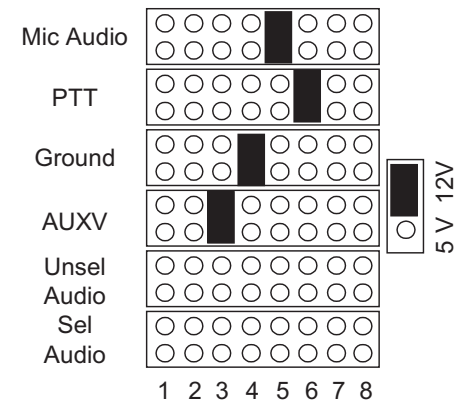 Mic Audio
PTT
Ground
AUXV
Unsel
Audio
Sel
Audio
5 V 12V
1 2 3 4 5 6 7 8